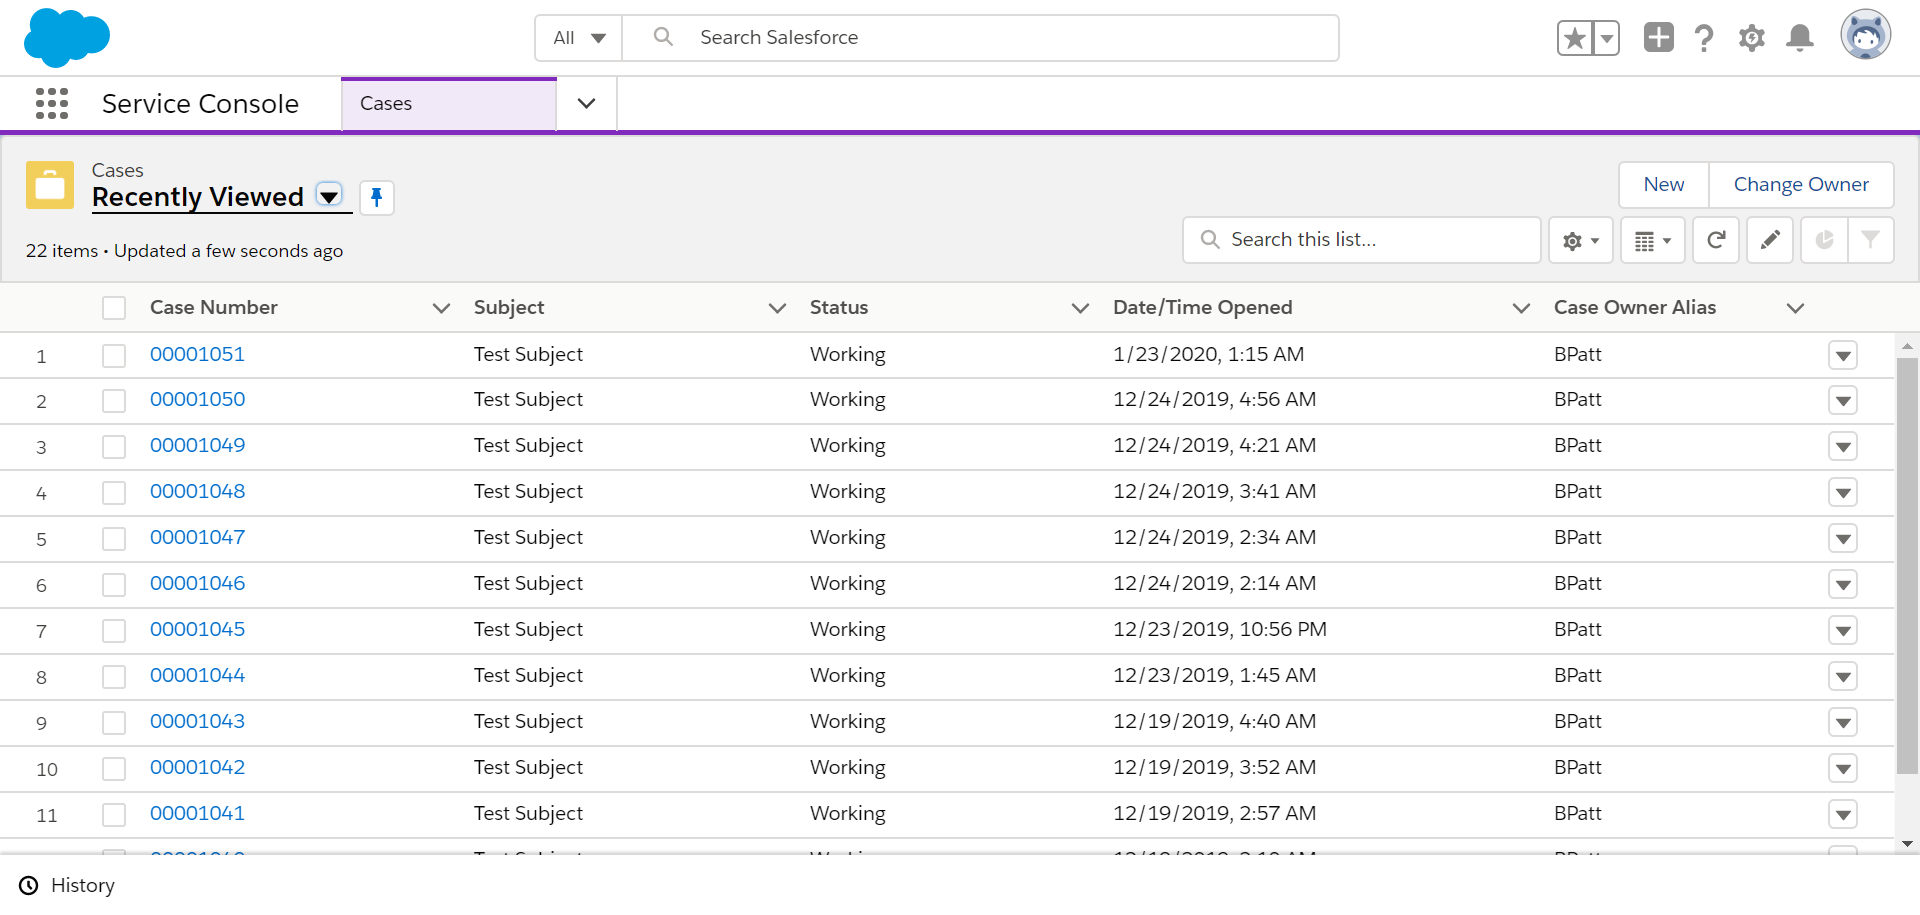 All
Search Salesforce
Service Console
Cases
Cases
Recently Viewed
New
Change Owner
22 items • Updated a few seconds ago
Search this list...
Case Number Subject Status Date/Time Opened Case Owner Alias
1 00001051 Test Subject Working 1/23/2020, 1:15 AM BPatt
2 00001050 Test Subject Working 12/24/2019, 4:56 AM BPatt
3 00001049 Test Subject Working 12/24/2019, 4:21 AM BPatt
4 00001048 Test Subject Working 12/24/2019, 3:41 AM BPatt
5 00001047 Test Subject Working 12/24/2019, 2:34 AM BPatt
6 00001046 Test Subject Working 12/24/2019, 2:14 AM BPatt
7 00001045 Test Subject Working 12/23/2019, 10:56 PM BPatt
8 00001044 Test Subject Working 12/23/2019, 1:45 AM BPatt
9 00001043 Test Subject Working 12/19/2019, 4:40 AM BPatt
10 00001042 Test Subject Working 12/19/2019, 3:52 AM BPatt
11 00001041 Test Subject Working 12/19/2019, 2:57 AM BPatt
History